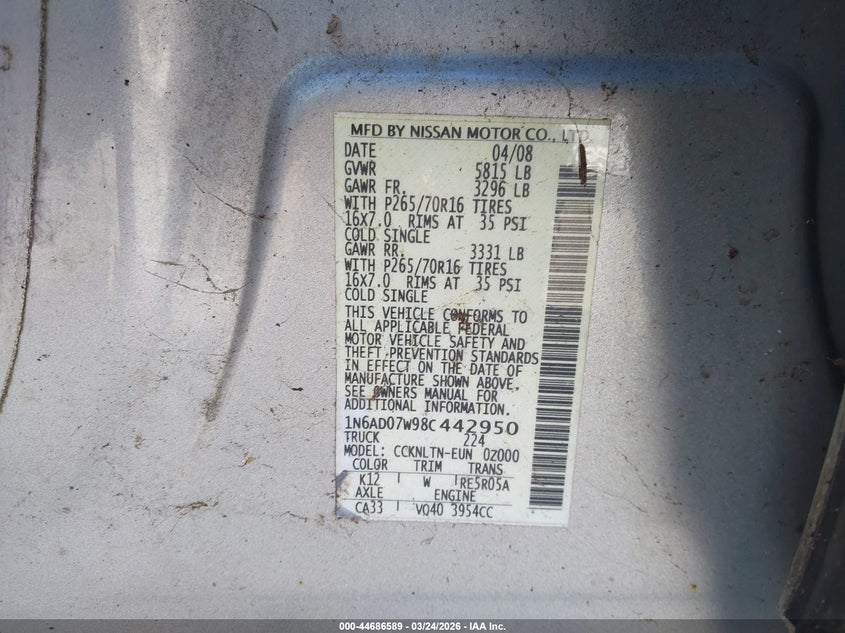 MFD BY NISSAN MOTOR CO., LTD
DATE 04/08
GVWR 5815 LB
GAWR FR. 3296 LB
WITH P265/70R16 TIRES
16X7.0 RIMS AT 35 PSI
COLD SINGLE
GAWR RR. 3331 LB
WITH P265/70R16 TIRES
16X7.0 RIMS AT 35 PSI
COLD SINGLE
THIS VEHICLE CONFORMS TO
ALL APPLICABLE FEDERAL
MOTOR VEHICLE SAFETY AND
THEFT PREVENTION STANDARDS
IN EFFECT ON THE DATE OF
MANUFACTURE SHOWN ABOVE.
SEE OWNERS MANUAL FOR
ADDITIONAL INFORMATION.
1N6AD07W98C442950
TRUCK 224
MODEL: CCKNLTN-EUN 0Z000
COLOR TRIM TRANS
K12 W RE5R05A
AXLE ENGINE
CA33 VQ40 3954CC
000-44686589 - 03/24/2026 - IAA Inc.